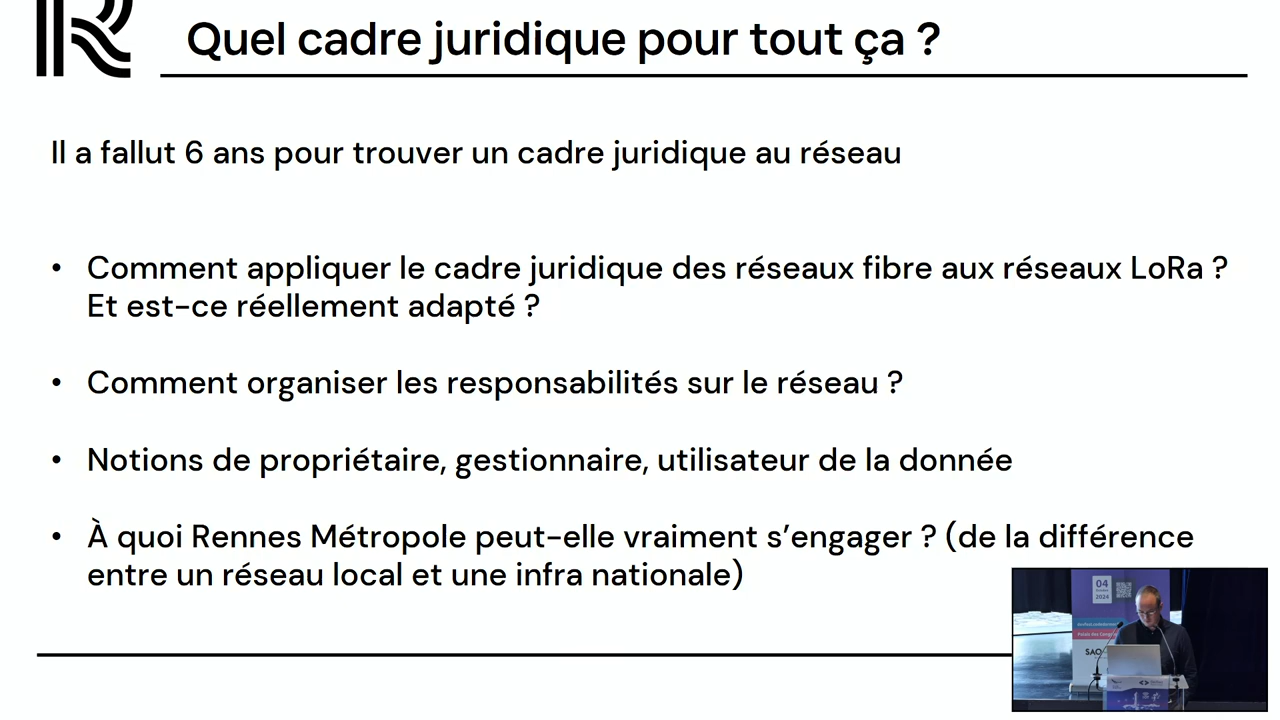 Quel cadre juridique pour tout ça ?
Il a fallut 6 ans pour trouver un cadre juridique au réseau
• Comment appliquer le cadre juridique des réseaux fibre aux réseaux LoRa ?
Et est-ce réellement adapté ?
• Comment organiser les responsabilités sur le réseau ?
• Notions de propriétaire, gestionnaire, utilisateur de la donnée
• À quoi Rennes Métropole peut-elle vraiment s’engager ? (de la différence
entre un réseau local et une infra nationale)
04
2024